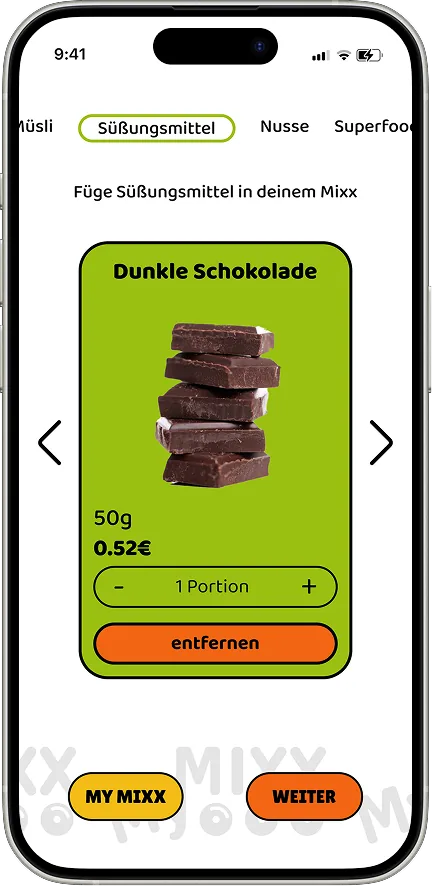 9:41
Müsli Süßungsmittel Nusse Superfood
Füge Süßungsmittel in deinem Mixx
Dunkle Schokolade
50g
0.52€
- 1 Portion +
entfernen
MIXX
MY MIXX WEITER